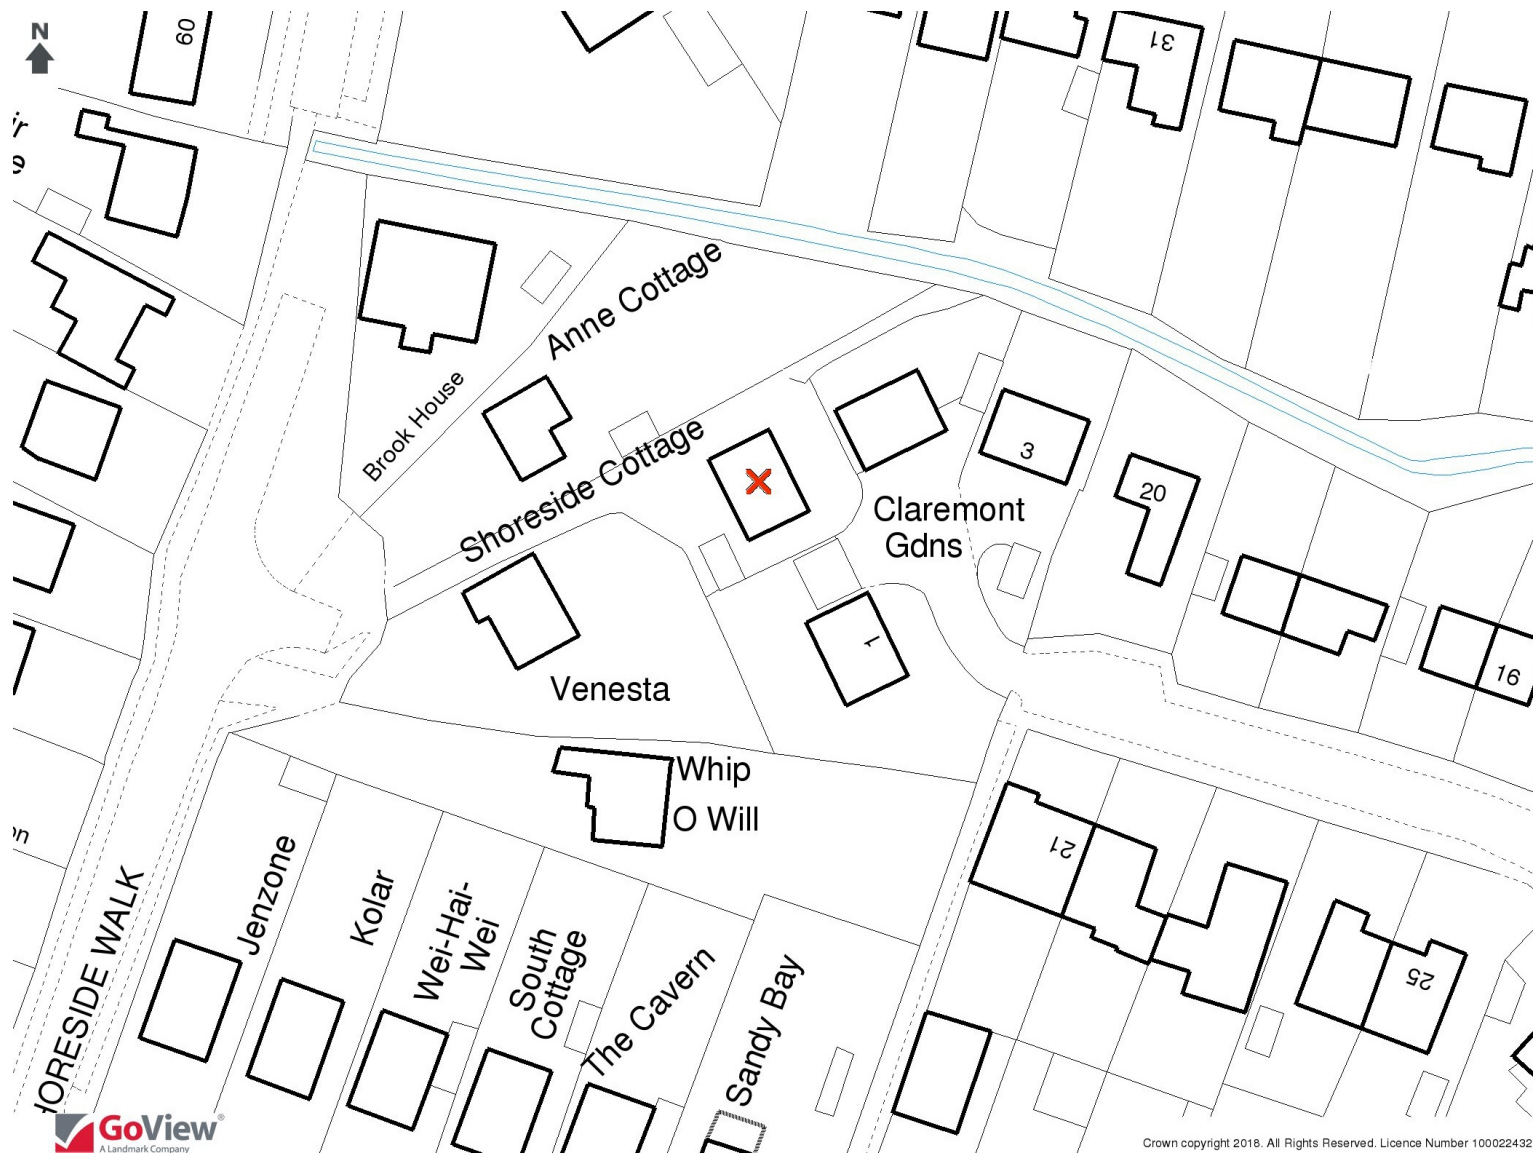 N
60
31
Anne Cottage
Brook House
Shoreside Cottage
3
20
Claremont
Gdns
1
16
Venesta
Whip
O Will
21
25
Jenzone
Kolar
Wei-Hai-
Wei
South
Cottage
The Cavern
Sandy Bay
HORESIDE WALK
GoView®
A Landmark Company
Crown copyright 2018. All Rights Reserved. Licence Number 100022432